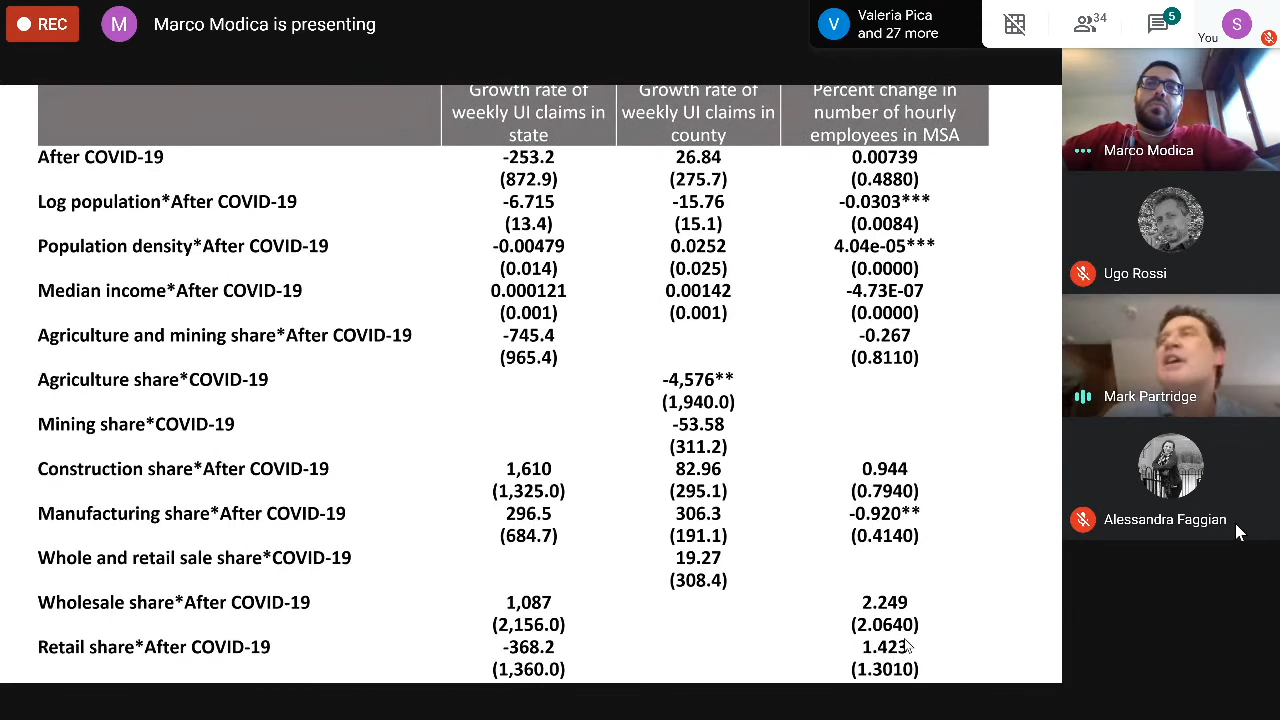 REC
M
Marco Modica is presenting
V
Valeria Pica
and 27 more
34
5
You
S
Growth rate of weekly UI claims in state
Growth rate of weekly UI claims in county
Percent change in number of hourly employees in MSA
After COVID-19 -253.2 26.84 0.00739
(872.9) (275.7) (0.4880)
Log population*After COVID-19 -6.715 -15.76 -0.0303***
(13.4) (15.1) (0.0084)
Population density*After COVID-19 -0.00479 0.0252 4.04e-05***
(0.014) (0.025) (0.0000)
Median income*After COVID-19 0.000121 0.00142 -4.73E-07
(0.001) (0.001) (0.0000)
Agriculture and mining share*After COVID-19 -745.4 -0.267
(965.4) (0.8110)
Agriculture share*COVID-19 -4,576**
(1,940.0)
Mining share*COVID-19 -53.58
(311.2)
Construction share*After COVID-19 1,610 82.96 0.944
(1,325.0) (295.1) (0.7940)
Manufacturing share*After COVID-19 296.5 306.3 -0.920**
(684.7) (191.1) (0.4140)
Whole and retail sale share*COVID-19 19.27
(308.4)
Wholesale share*After COVID-19 1,087 2.249
(2,156.0) (2.0640)
Retail share*After COVID-19 -368.2 1.423
(1,360.0) (1.3010)
Marco Modica
Ugo Rossi
Mark Partridge
Alessandra Faggian